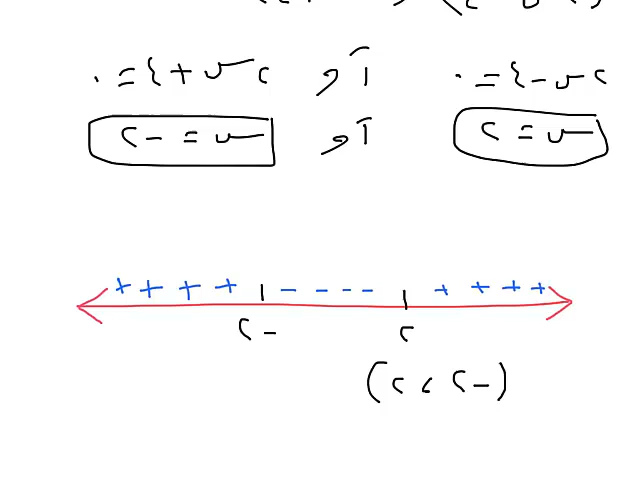 ٢س - ٤ = ٠ أو ٢س + ٤ = ٠
س = ٢ أو س = - ٢
++++ --- ++++
- ٢ ٢
( - ٢ ، ٢ )